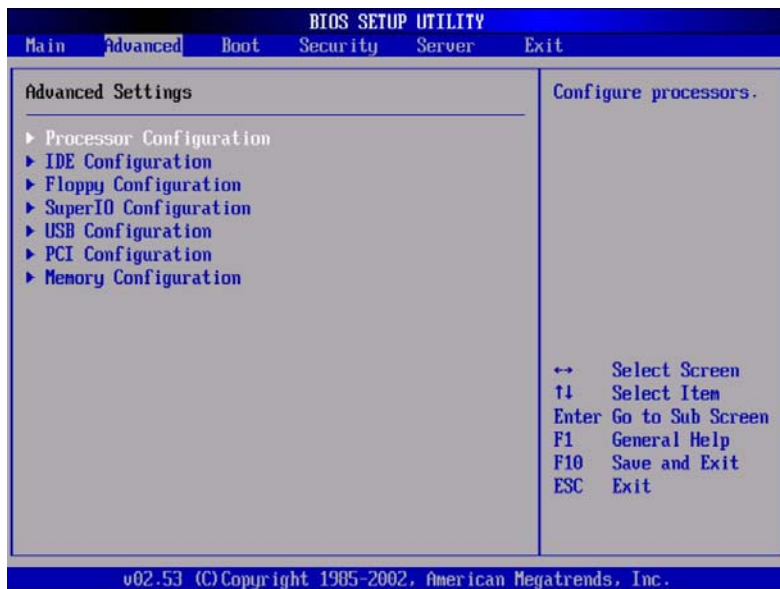 BIOS SETUP UTILITY
Main Advanced Boot Security Server Exit
Advanced Settings
▶ Processor Configuration
▶ IDE Configuration
▶ Floppy Configuration
▶ SuperIO Configuration
▶ USB Configuration
▶ PCI Configuration
▶ Memory Configuration
Configure processors.
↔ Select Screen
↑↓ Select Item
Enter Go to Sub Screen
F1 General Help
F10 Save and Exit
ESC Exit
v02.53 (C)Copyright 1985-2002, American Megatrends, Inc.